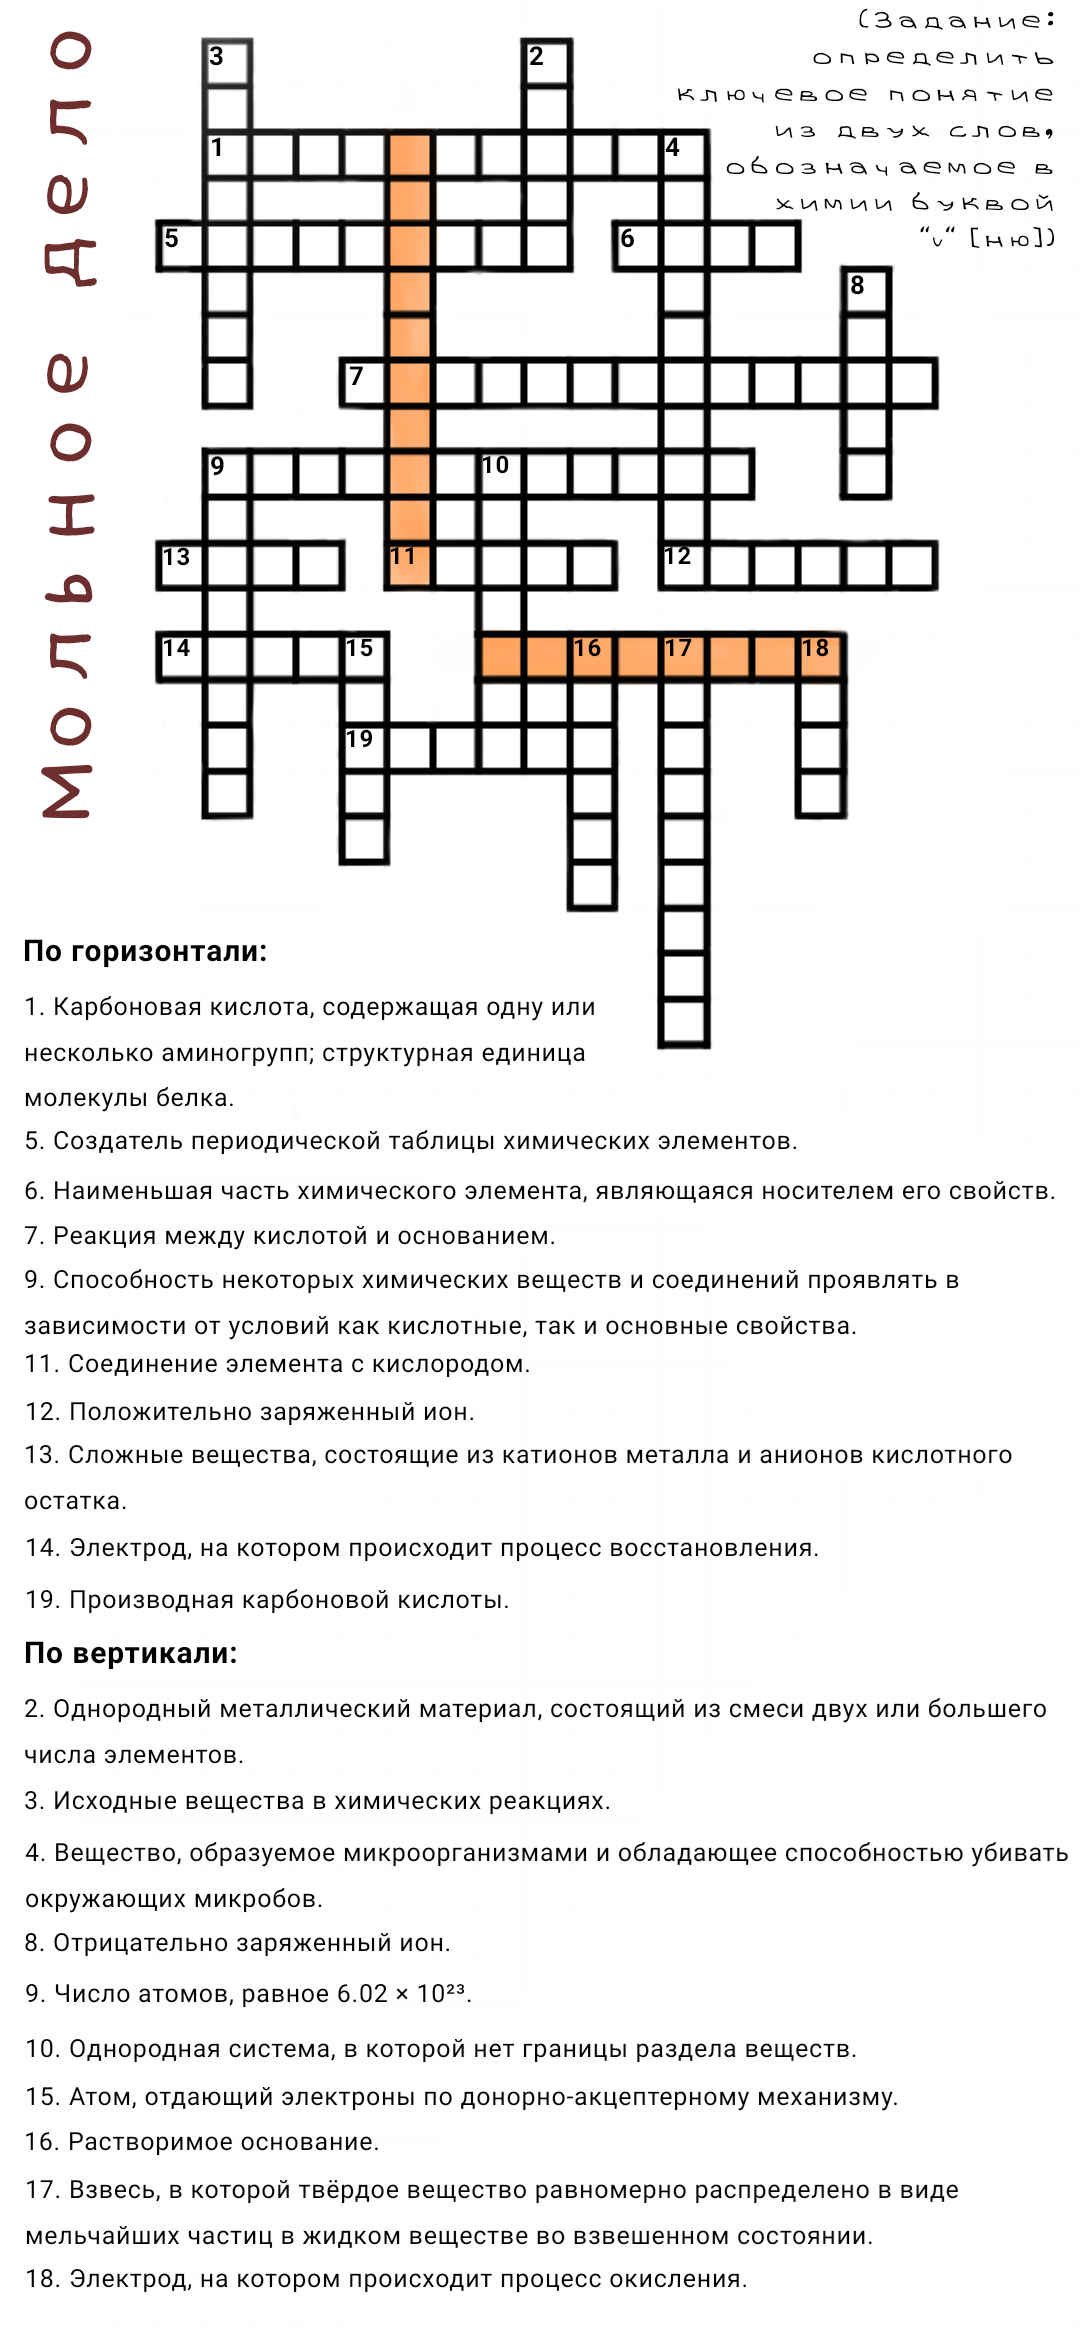 Мольное дело
(Задание:
определить
ключевое понятие
из двух слов,
обозначаемое в
химии буквой
“ν“ [ню])
3
2
1
4
5
6
8
7
9
10
13
11
12
14
15
16
17
18
19
По горизонтали:
1. Карбоновая кислота, содержащая одну или
несколько аминогрупп; структурная единица
молекулы белка.
5. Создатель периодической таблицы химических элементов.
6. Наименьшая часть химического элемента, являющаяся носителем его свойств.
7. Реакция между кислотой и основанием.
9. Способность некоторых химических веществ и соединений проявлять в
зависимости от условий как кислотные, так и основные свойства.
11. Соединение элемента с кислородом.
12. Положительно заряженный ион.
13. Сложные вещества, состоящие из катионов металла и анионов кислотного
остатка.
14. Электрод, на котором происходит процесс восстановления.
19. Производная карбоновой кислоты.
По вертикали:
2. Однородный металлический материал, состоящий из смеси двух или большего
числа элементов.
3. Исходные вещества в химических реакциях.
4. Вещество, образуемое микроорганизмами и обладающее способностью убивать
окружающих микробов.
8. Отрицательно заряженный ион.
9. Число атомов, равное 6.02 × 10²³.
10. Однородная система, в которой нет границы раздела веществ.
15. Атом, отдающий электроны по донорно-акцептерному механизму.
16. Растворимое основание.
17. Взвесь, в которой твёрдое вещество равномерно распределено в виде
мельчайших частиц в жидком веществе во взвешенном состоянии.
18. Электрод, на котором происходит процесс окисления.